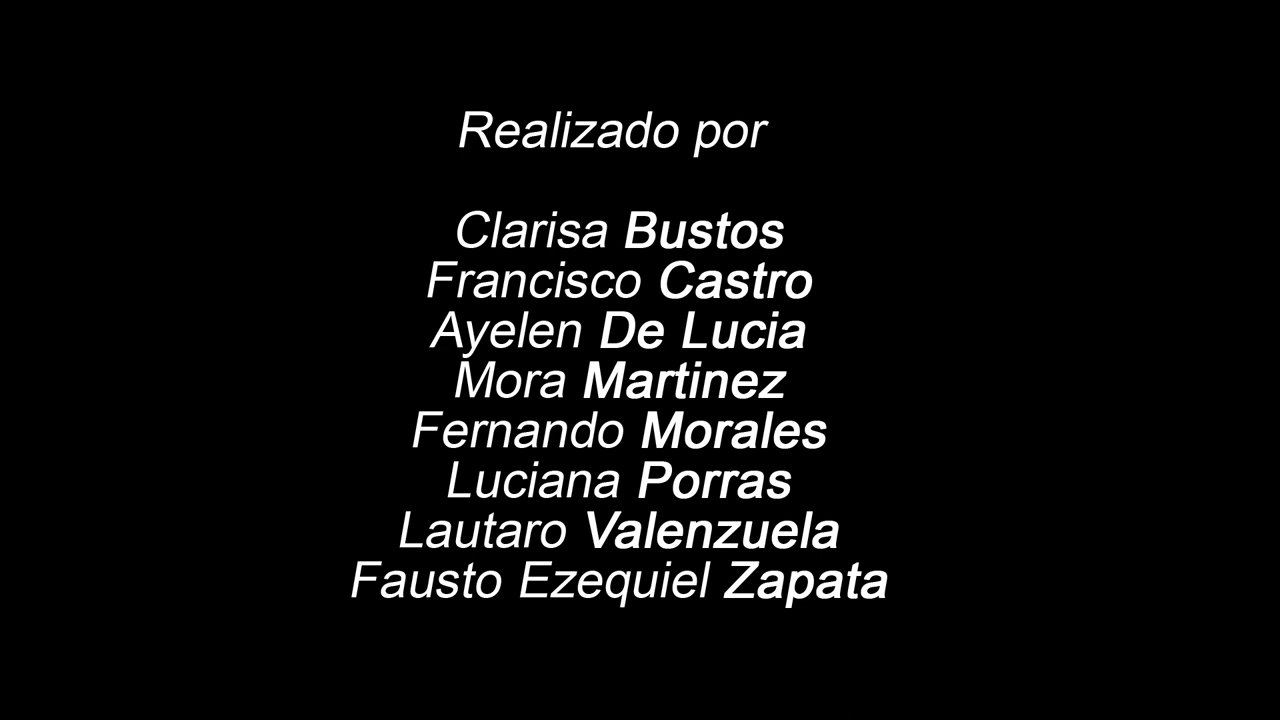 Realizado por
Clarisa Bustos
Francisco Castro
Ayelen De Lucia
Mora Martinez
Fernando Morales
Luciana Porras
Lautaro Valenzuela
Fausto Ezequiel Zapata